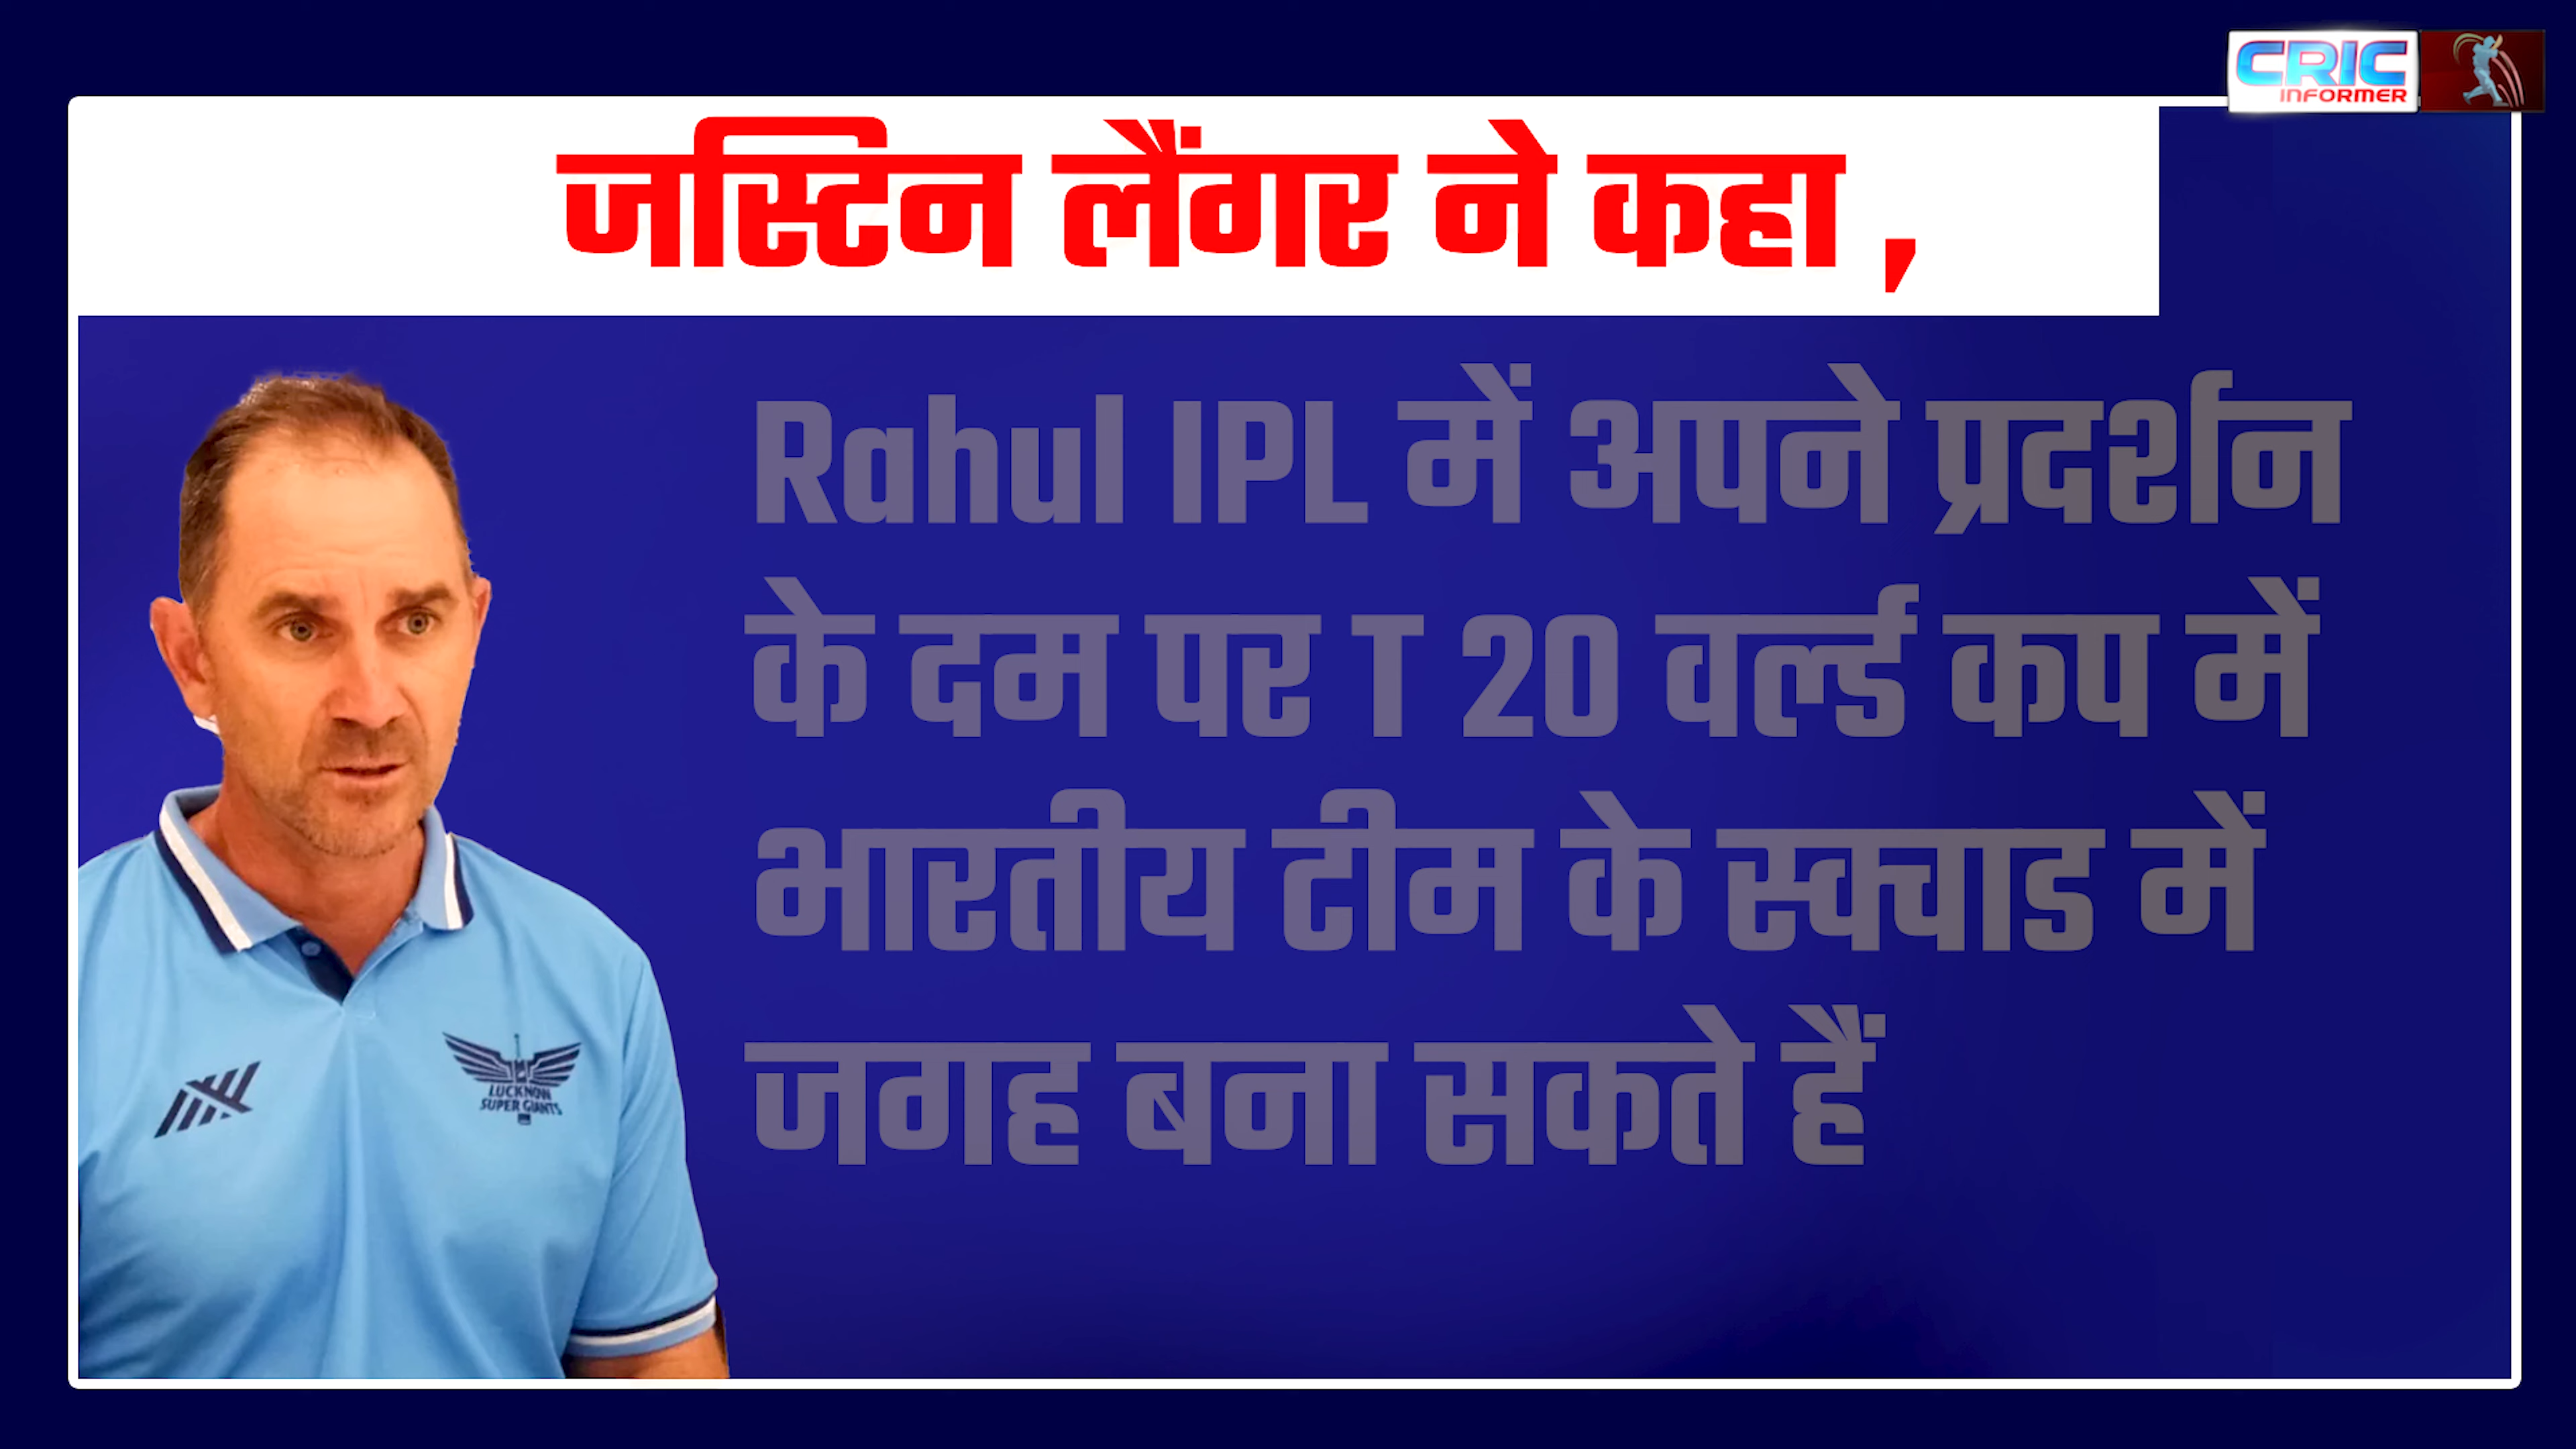 CRIC
INFORMER
जस्टिन लैंगर ने कहा ,
Rahul IPL में अपने प्रदर्शन
के दम पर T 20 वर्ल्ड कप में
भारतीय टीम के स्क्वाड में
जगह बना सकते हैं
LUCKNOW
SUPER GIANTS